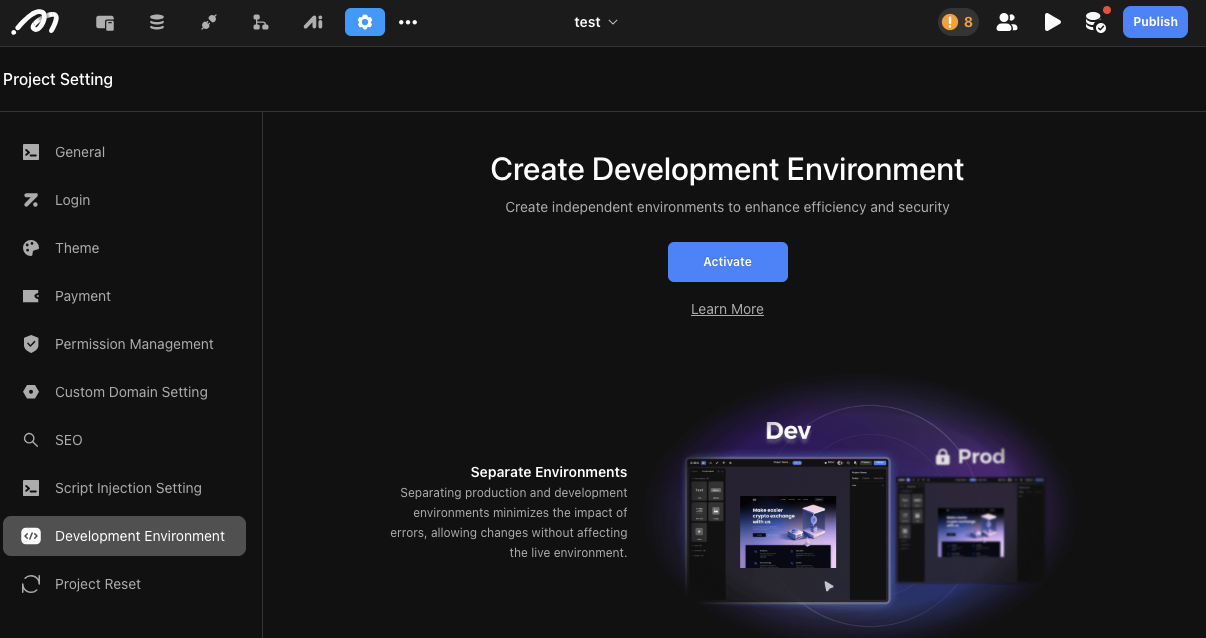 test
8
Publish
Project Setting
General
Login
Theme
Payment
Permission Management
Custom Domain Setting
SEO
Script Injection Setting
Development Environment
Project Reset
Create Development Environment
Create independent environments to enhance efficiency and security
Activate
Learn More
Separate Environments
Separating production and development
environments minimizes the impact of
errors, allowing changes without affecting
the live environment.
Dev
Prod
Make easier
crypto exchange
with us